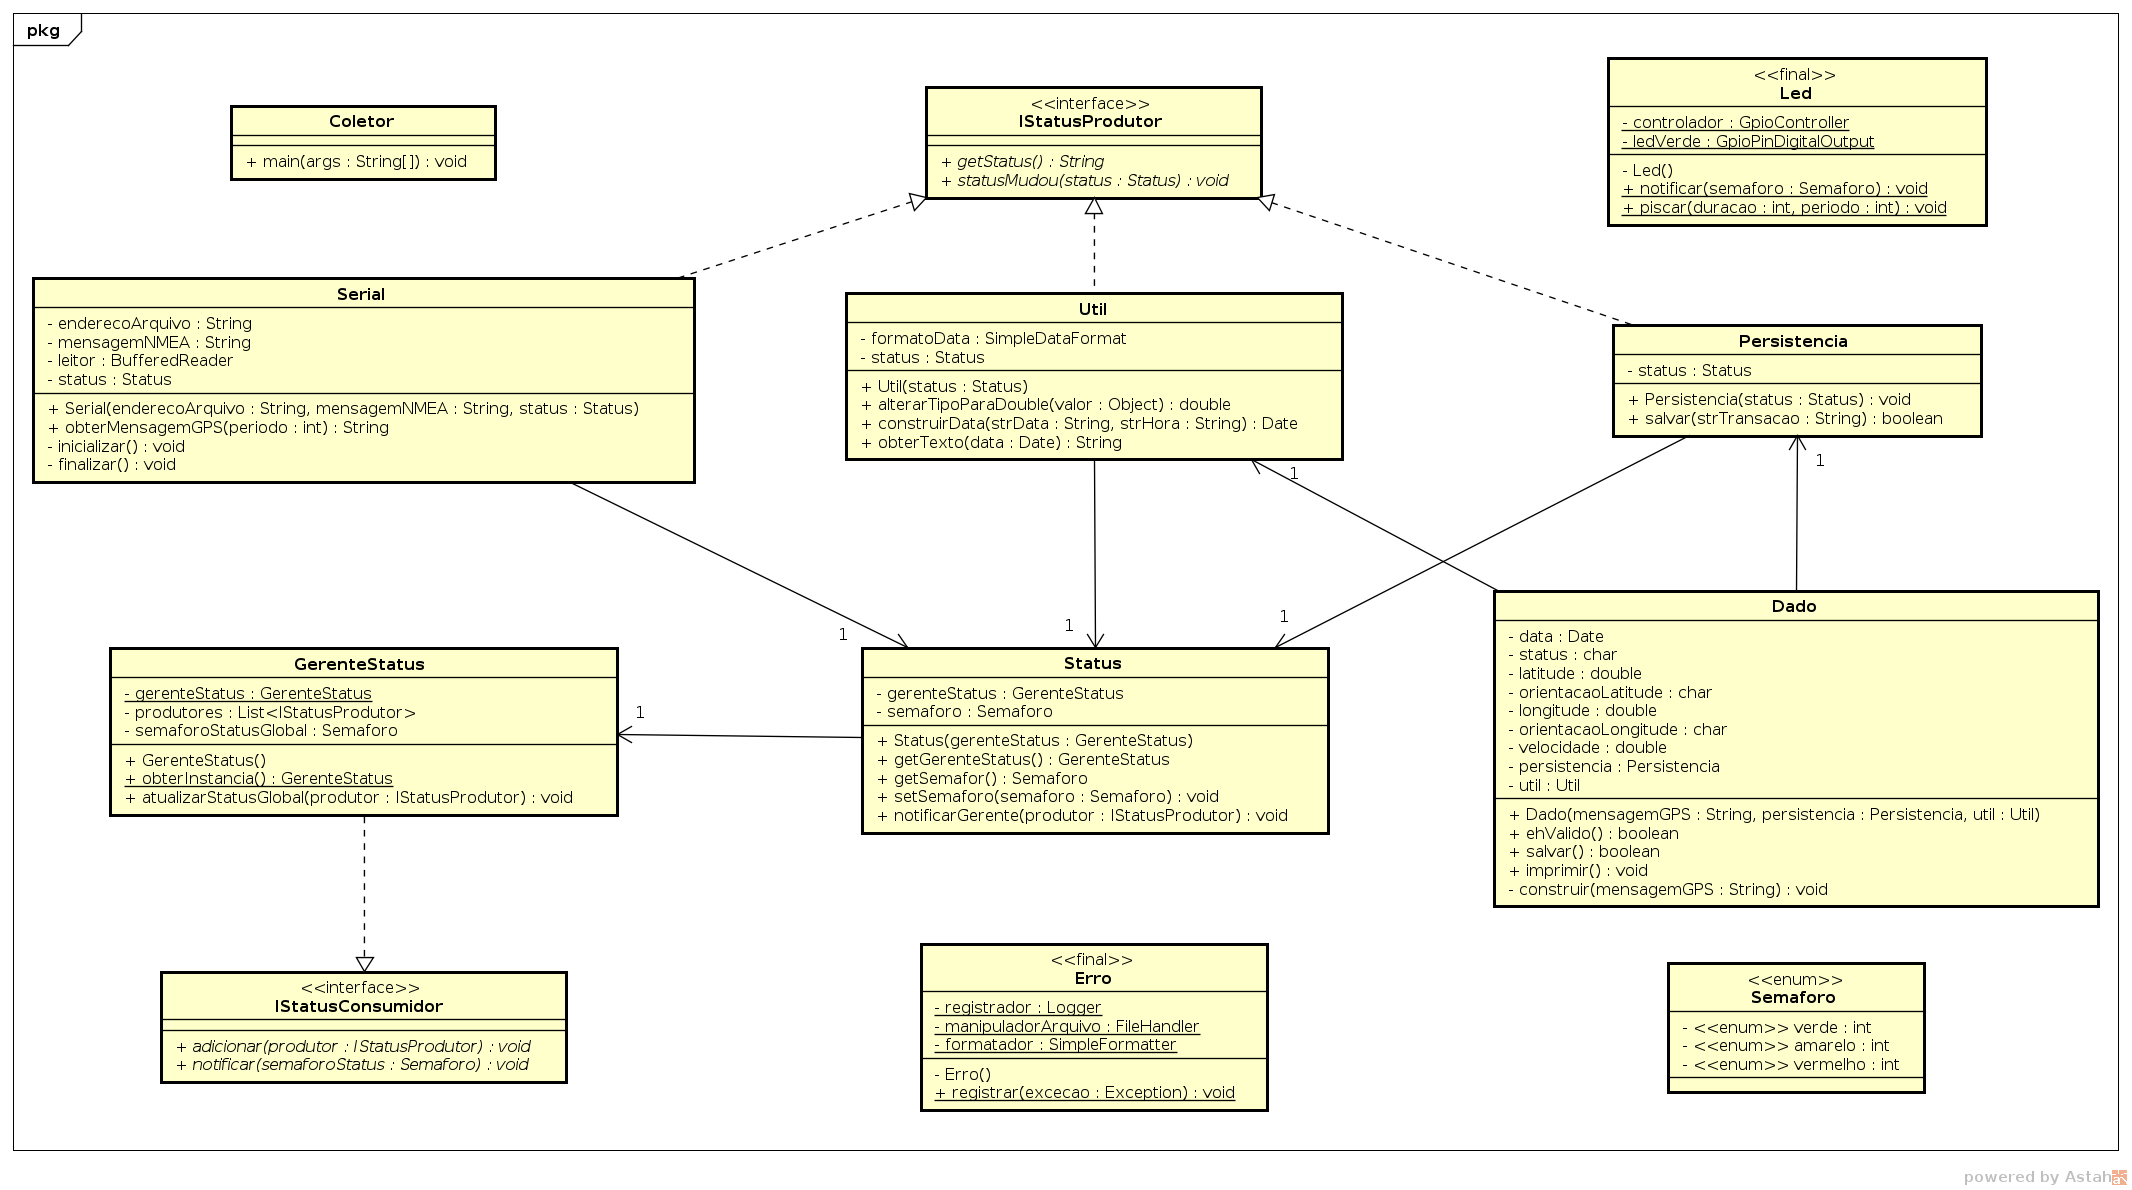 pkg
Coletor
+ main(args : String[]) : void
<<interface>>
IStatusProdutor
+ getStatus() : String
+ statusMudou(status : Status) : void
<<final>>
Led
- controlador : GpioController
- ledVerde : GpioPinDigitalOutput
- Led()
+ notificar(semaforo : Semaforo) : void
+ piscar(duracao : int, periodo : int) : void
Serial
- enderecoArquivo : String
- mensagemNMEA : String
- leitor : BufferedReader
- status : Status
+ Serial(enderecoArquivo : String, mensagemNMEA : String, status : Status)
+ obterMensagemGPS(periodo : int) : String
- inicializar() : void
- finalizar() : void
Util
- formatoData : SimpleDataFormat
- status : Status
+ Util(status : Status)
+ alterarTipoParaDouble(valor : Object) : double
+ construirData(strData : String, strHora : String) : Date
+ obterTexto(data : Date) : String
Persistencia
- status : Status
+ Persistencia(status : Status) : void
+ salvar(strTransacao : String) : boolean
1
1
1
1
1
1
GerenteStatus
- gerenteStatus : GerenteStatus
- produtores : List<IStatusProdutor>
- semaforoStatusGlobal : Semaforo
+ GerenteStatus()
+ obterInstancia() : GerenteStatus
+ atualizarStatusGlobal(produtor : IStatusProdutor) : void
Status
- gerenteStatus : GerenteStatus
- semaforo : Semaforo
+ Status(gerenteStatus : GerenteStatus)
+ getGerenteStatus() : GerenteStatus
+ getSemafor() : Semaforo
+ setSemaforo(semaforo : Semaforo) : void
+ notificarGerente(produtor : IStatusProdutor) : void
Dado
- data : Date
- status : char
- latitude : double
- orientacaoLatitude : char
- longitude : double
- orientacaoLongitude : char
- velocidade : double
- persistencia : Persistencia
- util : Util
+ Dado(mensagemGPS : String, persistencia : Persistencia, util : Util)
+ ehValido() : boolean
+ salvar() : boolean
+ imprimir() : void
- construir(mensagemGPS : String) : void
<<interface>>
IStatusConsumidor
+ adicionar(produtor : IStatusProdutor) : void
+ notificar(semaforoStatus : Semaforo) : void
<<final>>
Erro
- registrador : Logger
- manipuladorArquivo : FileHandler
- formatador : SimpleFormatter
- Erro()
+ registrar(excecao : Exception) : void
<<enum>>
Semaforo
- <<enum>> verde : int
- <<enum>> amarelo : int
- <<enum>> vermelho : int
powered by Astah